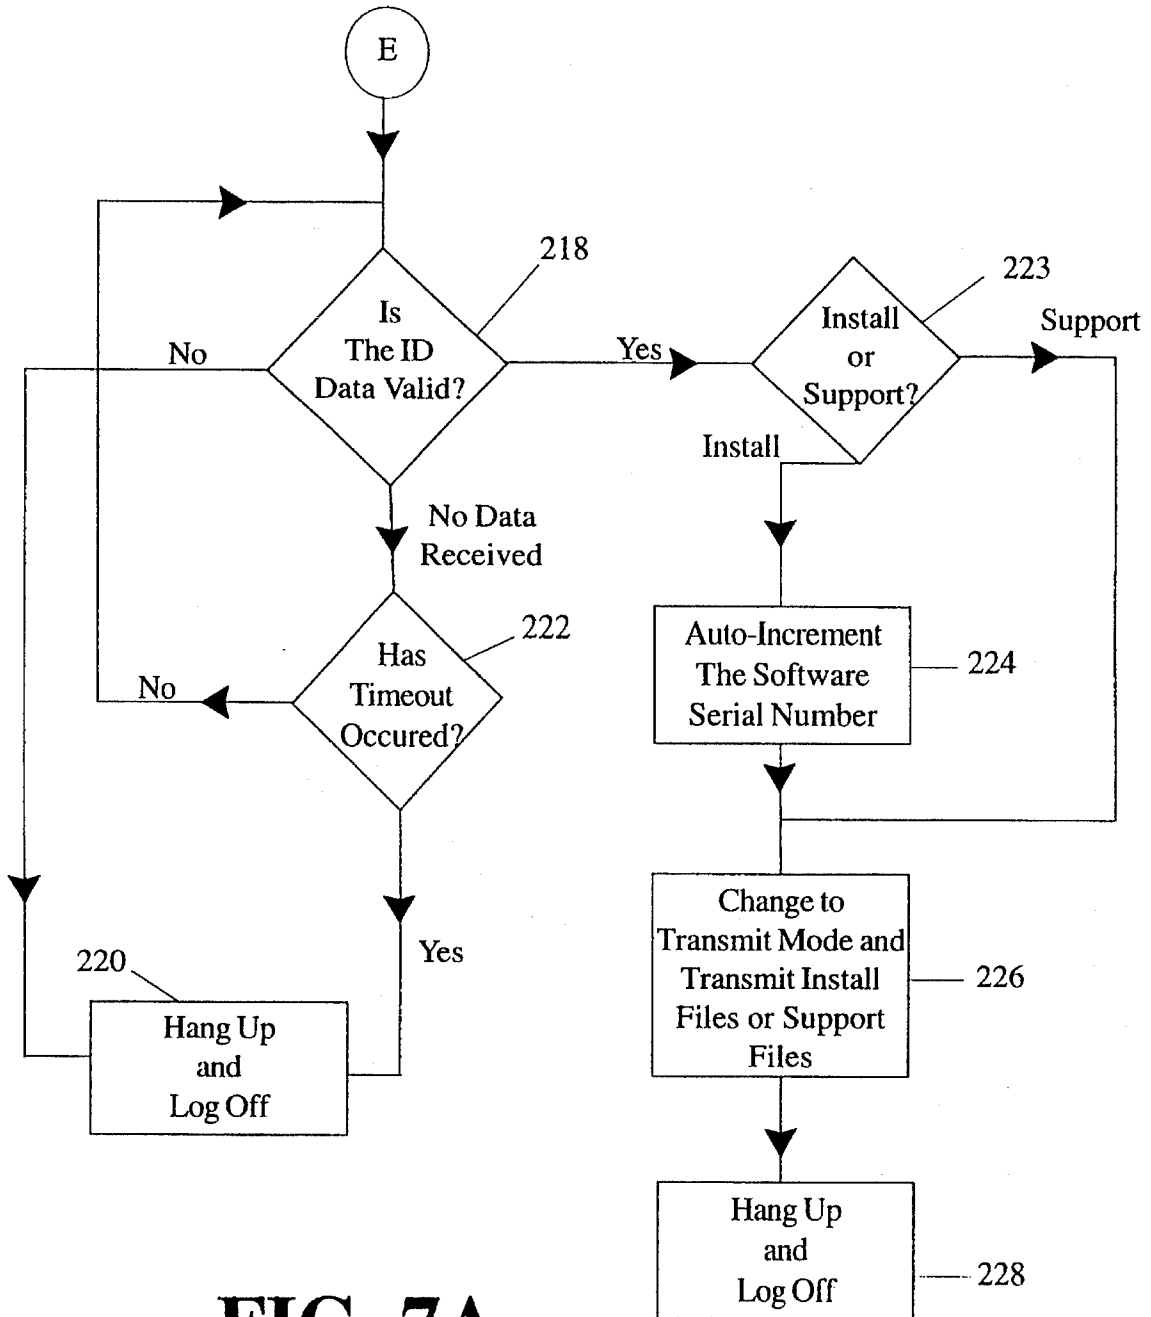 E
218
Is
The ID
Data Valid?
No
Yes
223
Install
or
Support?
Support
Install
No Data
Received
222
Has
Timeout
Occured?
No
Yes
Auto-Increment
The Software
Serial Number
224
220
Hang Up
and
Log Off
Change to
Transmit Mode and
Transmit Install
Files or Support
Files
226
Hang Up
and
Log Off
228
FIG. 7A